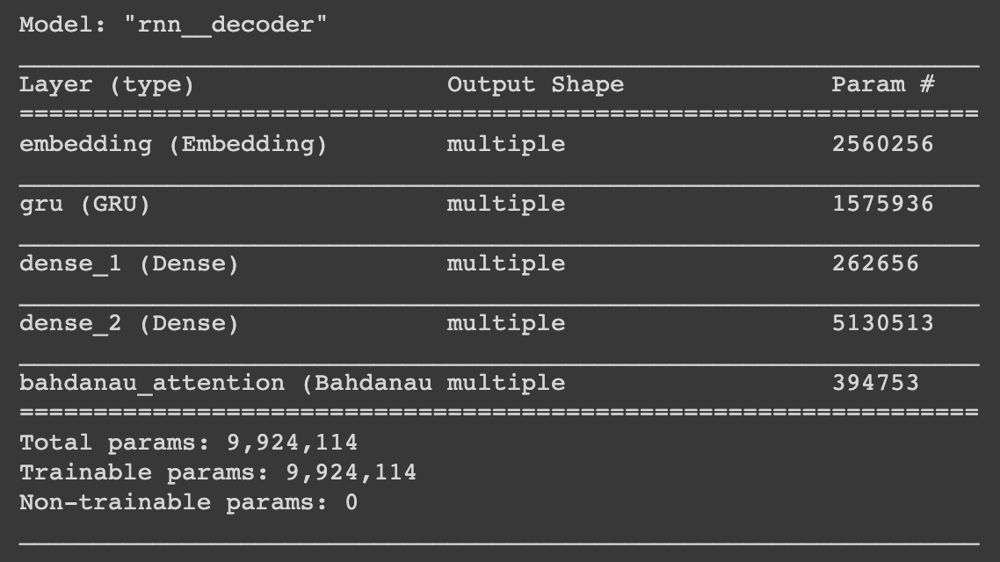 Model: "rnn__decoder"
_________________________________________________________________
Layer (type)                 Output Shape              Param #
=================================================================
embedding (Embedding)        multiple                  2560256
_________________________________________________________________
gru (GRU)                    multiple                  1575936
_________________________________________________________________
dense_1 (Dense)              multiple                  262656
_________________________________________________________________
dense_2 (Dense)              multiple                  5130513
_________________________________________________________________
bahdanau_attention (Bahdanau multiple                  394753
=================================================================
Total params: 9,924,114
Trainable params: 9,924,114
Non-trainable params: 0
_________________________________________________________________